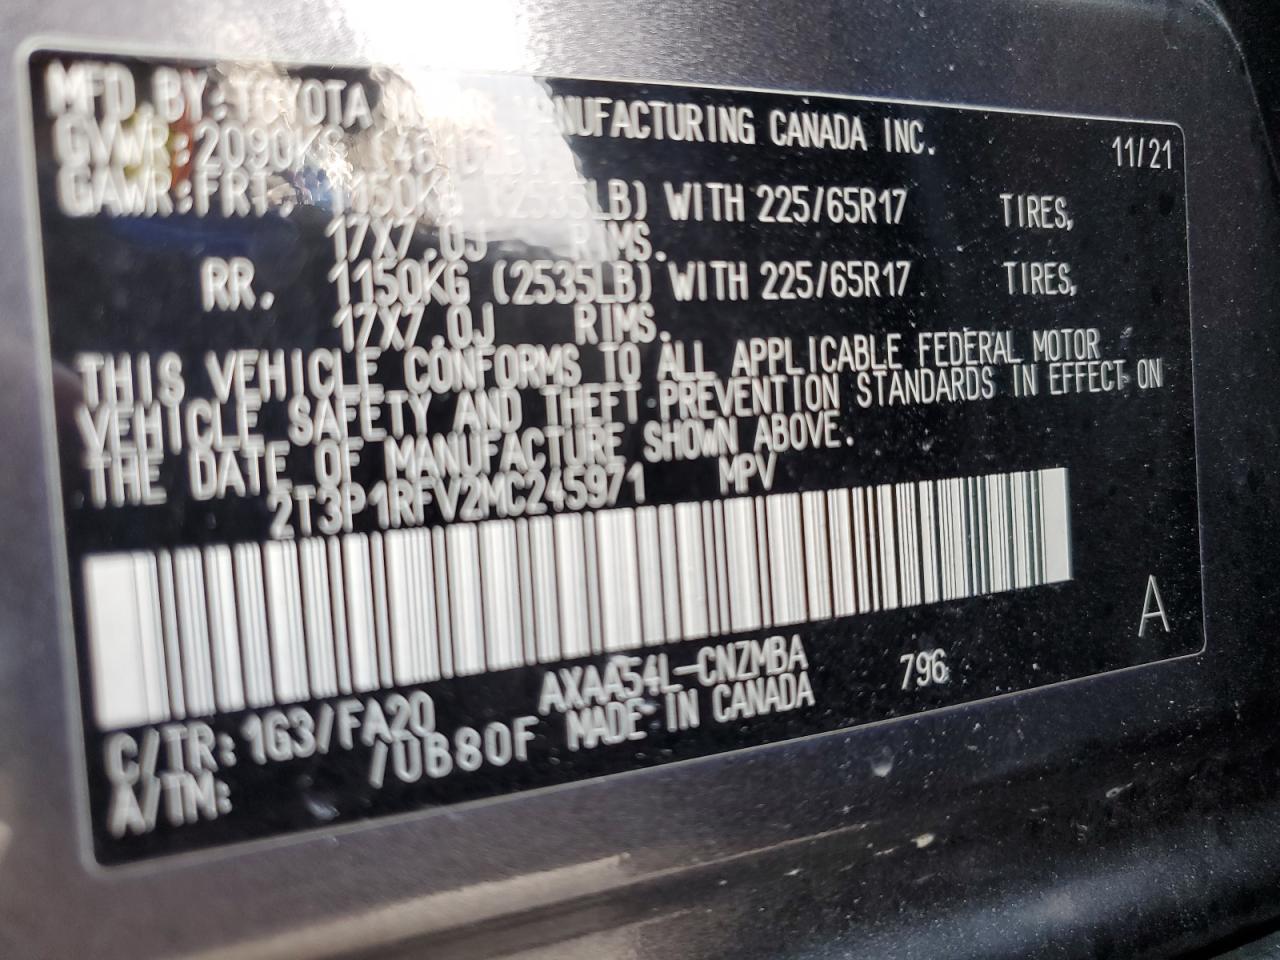 MFD.BY:TOYOTA MOTOR MANUFACTURING CANADA INC.
GVWR:2090KG 11/21
GAWR:FRT. 1150KG (2535LB) WITH 225/65R17 TIRES,
17X7.0J RIMS.
RR. 1150KG (2535LB) WITH 225/65R17 TIRES,
17X7.0J RIMS.
THIS VEHICLE CONFORMS TO ALL APPLICABLE FEDERAL MOTOR
VEHICLE SAFETY AND THEFT PREVENTION STANDARDS IN EFFECT ON
THE DATE OF MANUFACTURE SHOWN ABOVE.
2T3P1RFV2MC245971 MPV
AXAA54L-CNZMBA 796 A
C/TR:1G3/FA20 MADE IN CANADA
A/TN: /UB80F